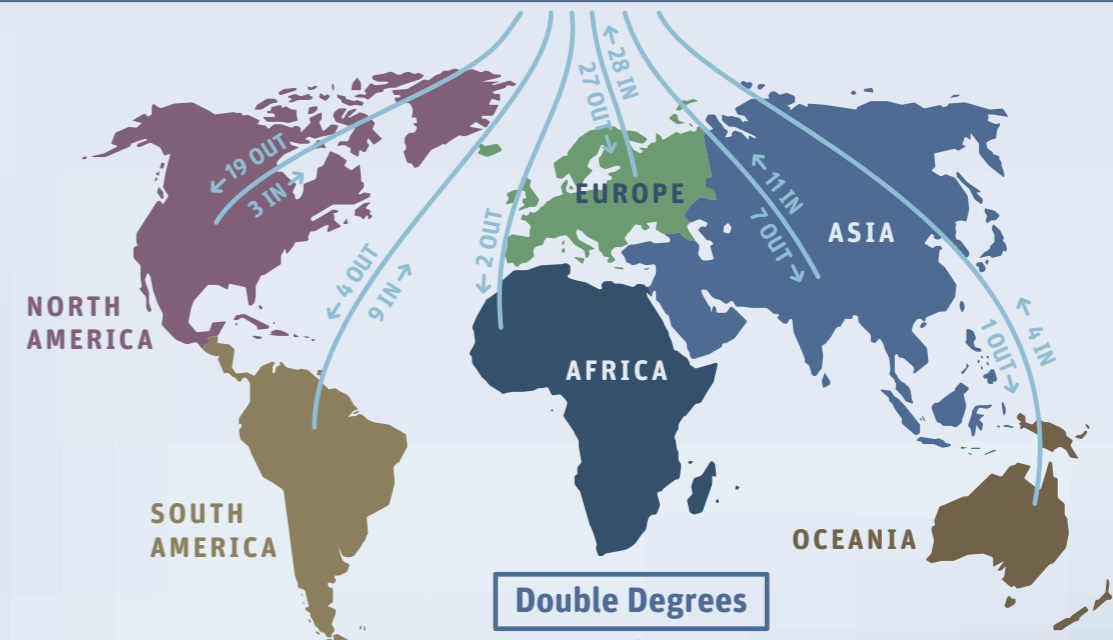 ← 28 IN
27 OUT →
← 19 OUT
3 IN →
EUROPE
← 11 IN
7 OUT →
ASIA
← 2 OUT
← 4 OUT
9 IN →
NORTH
AMERICA
← 4 IN
1 OUT →
AFRICA
SOUTH
AMERICA
OCEANIA
Double Degrees